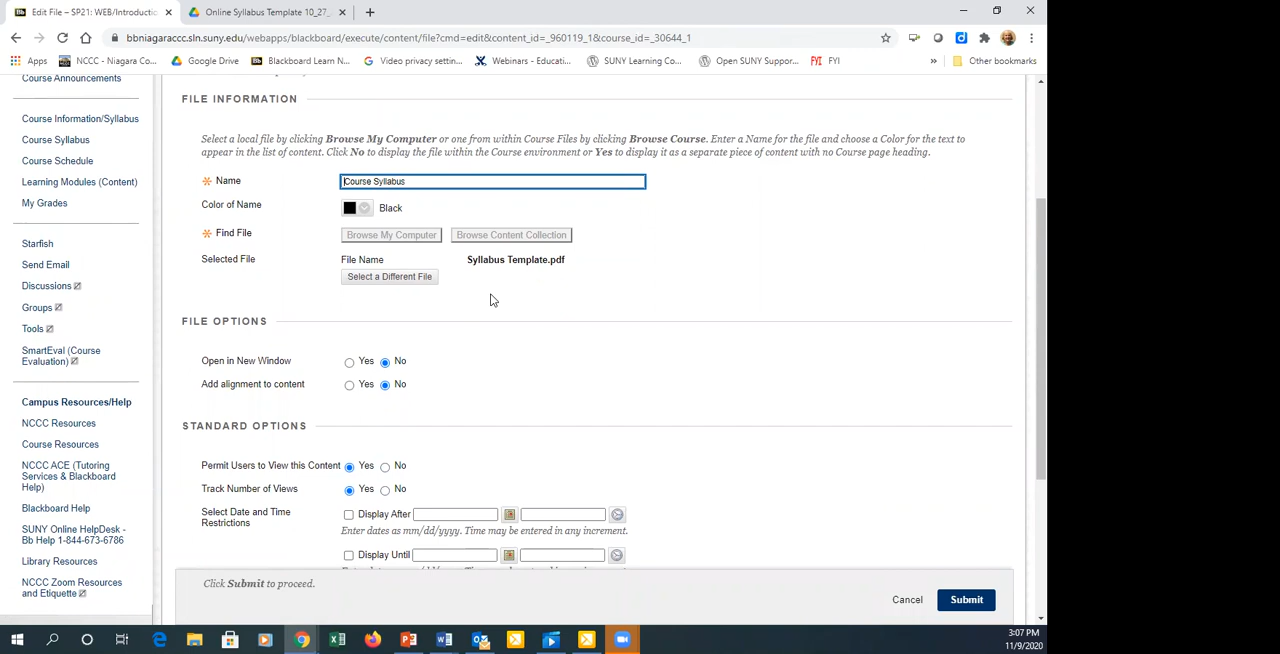 Edit File – SP21: WEB/Introductic
Online Syllabus Template 10_27_
bbniagaraccc.sln.suny.edu/webapps/blackboard/execute/content/file?cmd=edit&content_id=_960119_1&course_id=_30644_1
Apps
NCCC - Niagara Co...
Google Drive
Blackboard Learn N...
Video privacy settin...
Webinars - Educati...
SUNY Learning Co...
Open SUNY Suppor...
FYI
FYI
»
Other bookmarks
Course Announcements
Course Information/Syllabus
Course Syllabus
Course Schedule
Learning Modules (Content)
My Grades
Starfish
Send Email
Discussions
Groups
Tools
SmartEval (Course
Evaluation)
Campus Resources/Help
NCCC Resources
Course Resources
NCCC ACE (Tutoring
Services & Blackboard
Help)
Blackboard Help
SUNY Online HelpDesk -
Bb Help 1-844-673-6786
Library Resources
NCCC Zoom Resources
and Etiquette
FILE INFORMATION
Select a local file by clicking Browse My Computer or one from within Course Files by clicking Browse Course. Enter a Name for the file and choose a Color for the text to
appear in the list of content. Click No to display the file within the Course environment or Yes to display it as a separate piece of content with no Course page heading.
Name
Course Syllabus
Color of Name
Black
Find File
Browse My Computer
Browse Content Collection
Selected File
File Name
Syllabus Template.pdf
Select a Different File
FILE OPTIONS
Open in New Window
Yes
No
Add alignment to content
Yes
No
STANDARD OPTIONS
Permit Users to View this Content
Yes
No
Track Number of Views
Yes
No
Select Date and Time
Restrictions
Display After
Enter dates as mm/dd/yyyy. Time may be entered in any increment.
Display Until
Click Submit to proceed.
Cancel
Submit
3:07 PM
11/9/2020